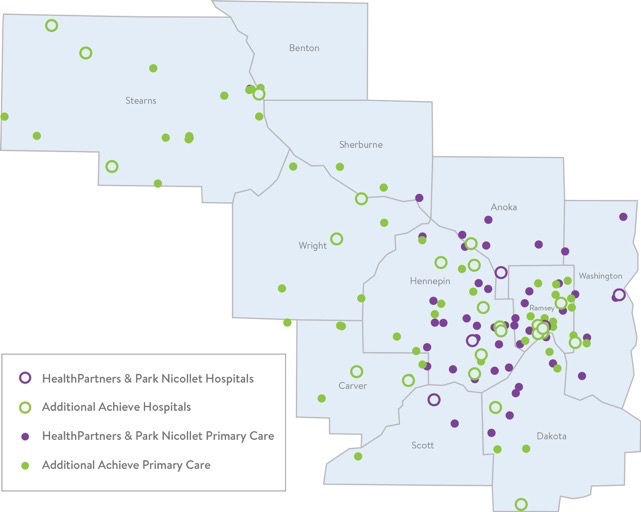 Benton
Stearns
Sherburne
Anoka
Wright
Washington
Hennepin
Ramsey
HealthPartners & Park Nicollet Hospitals
Carver
Additional Achieve Hospitals
HealthPartners & Park Nicollet Primary Care
Dakota
Scott
Additional Achieve Primary Care